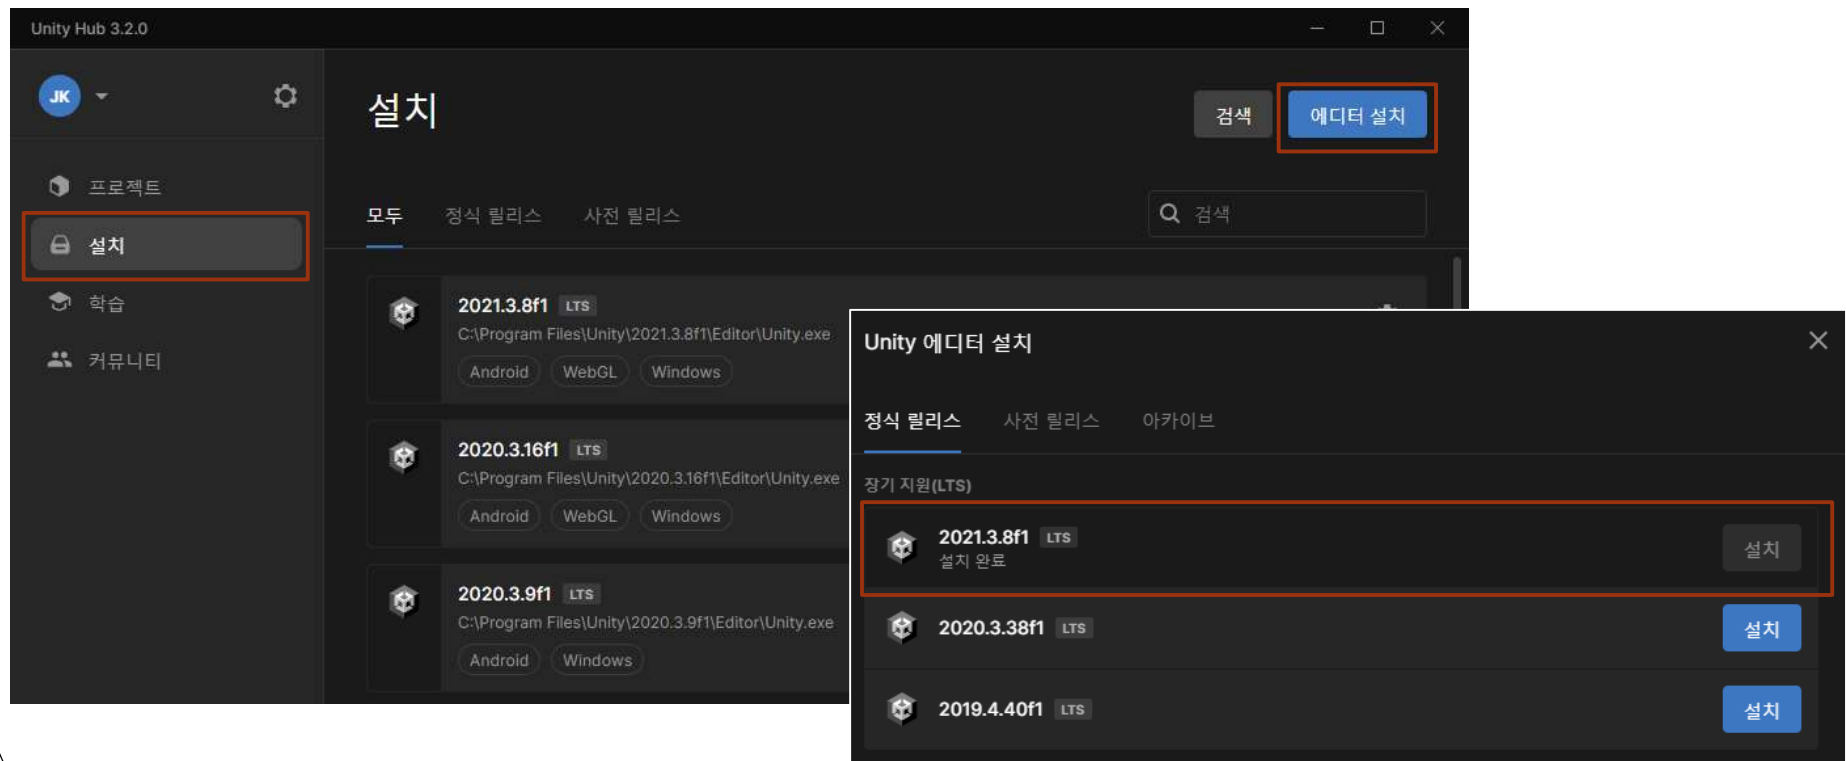 Unity Hub 3.2.0
JK
프로젝트
설치
학습
커뮤니티
설치
검색
에디터 설치
모두 정식 릴리스 사전 릴리스
검색
2021.3.8f1 LTS
C:\Program Files\Unity\2021.3.8f1\Editor\Unity.exe
Android WebGL Windows
2020.3.16f1 LTS
C:\Program Files\Unity\2020.3.16f1\Editor\Unity.exe
Android WebGL Windows
2020.3.9f1 LTS
C:\Program Files\Unity\2020.3.9f1\Editor\Unity.exe
Android Windows
Unity 에디터 설치
정식 릴리스 사전 릴리스 아카이브
장기 지원(LTS)
2021.3.8f1 LTS
설치 완료
설치
2020.3.38f1 LTS
설치
2019.4.40f1 LTS
설치